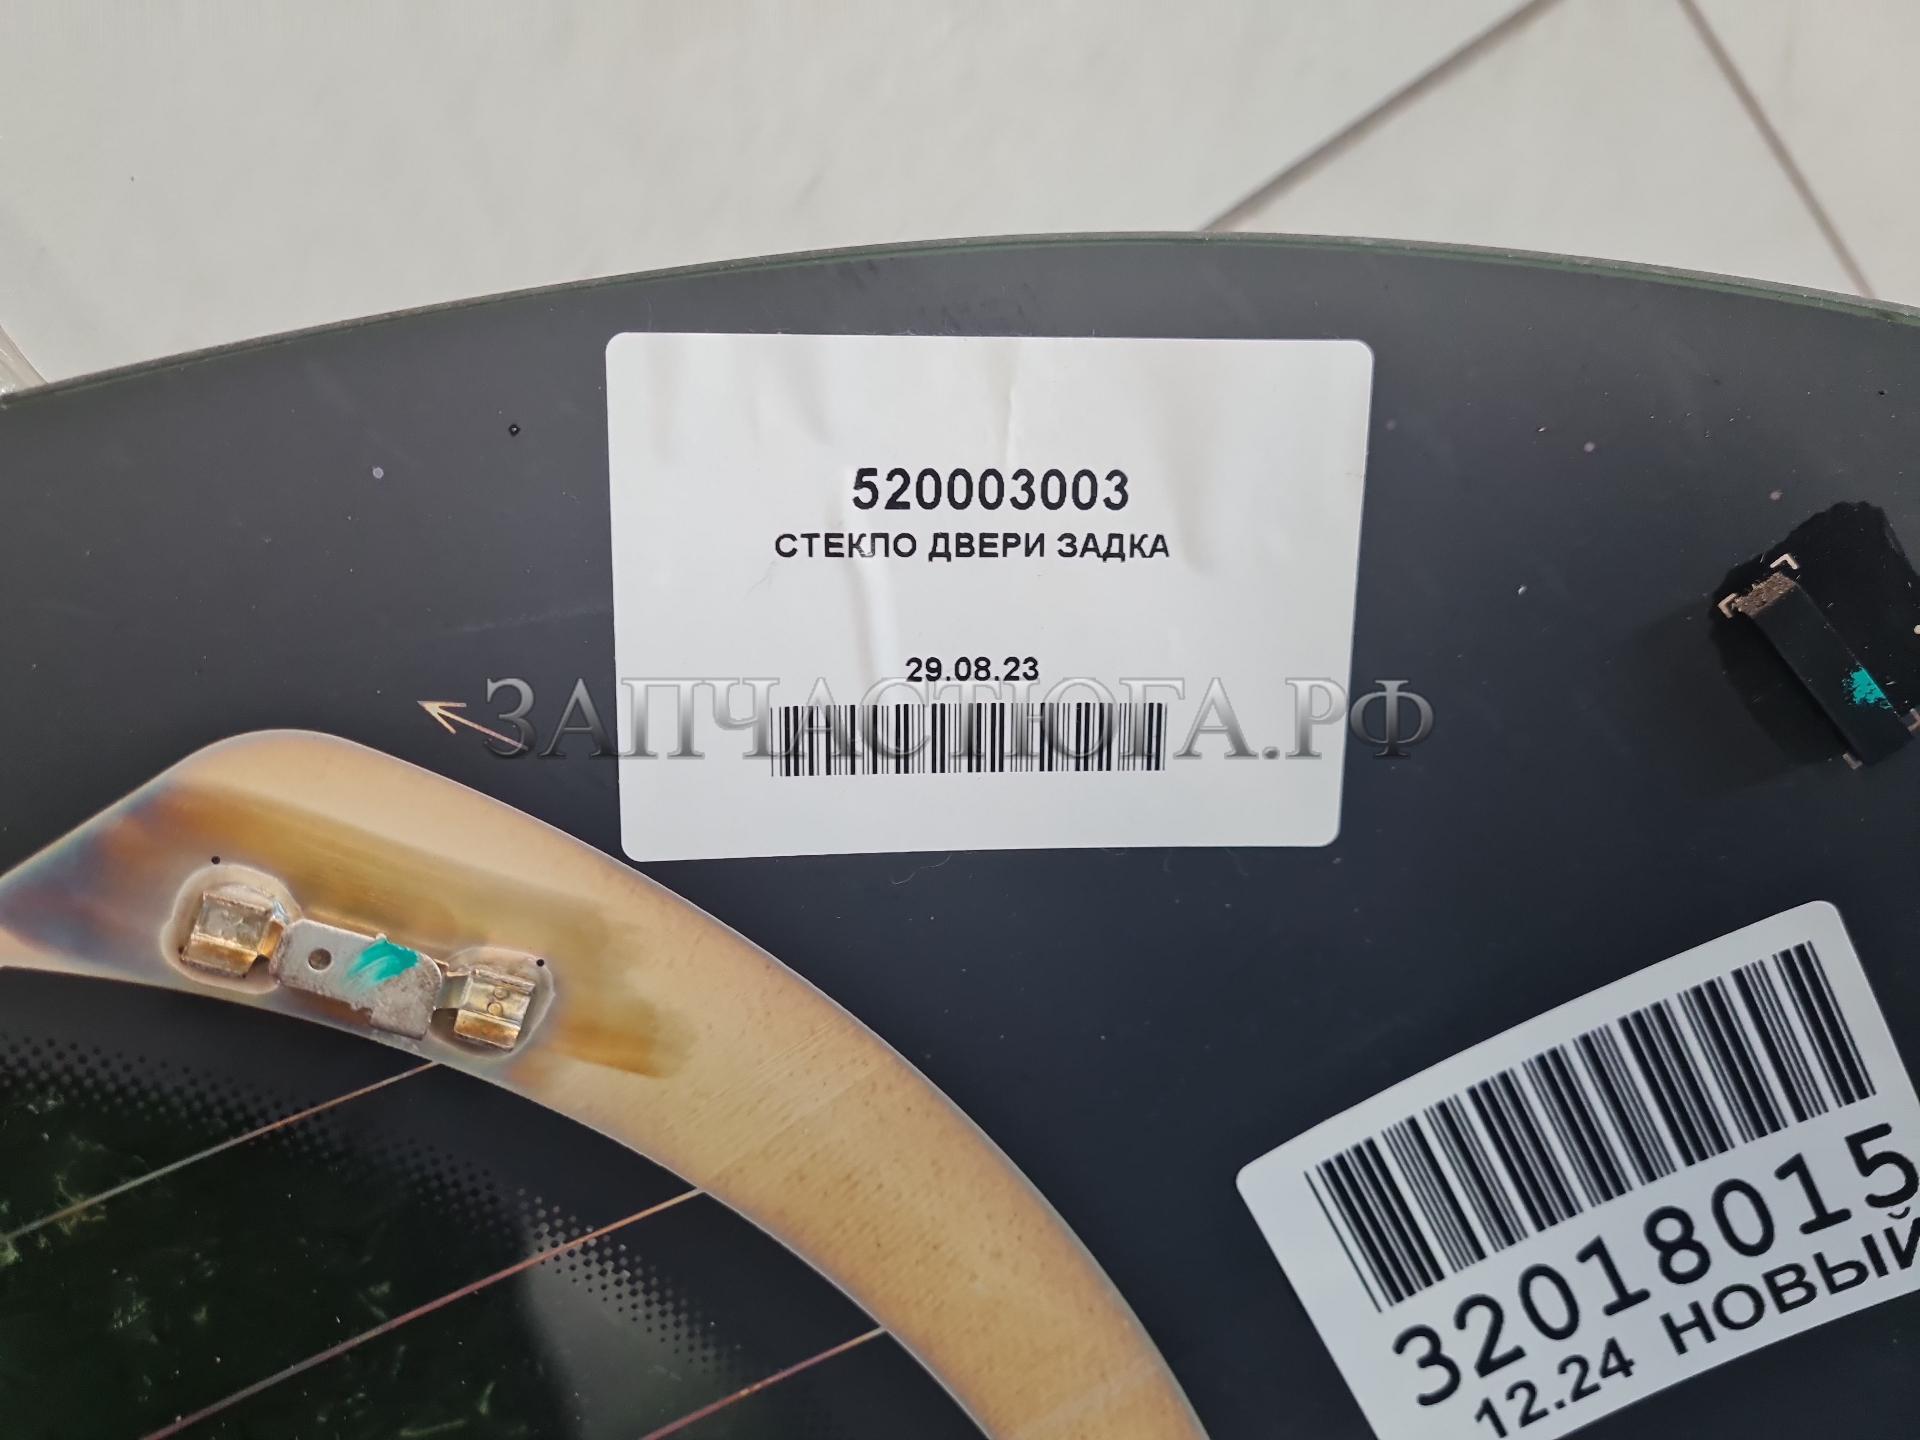 520003003
СТЕКЛО ДВЕРИ ЗАДКА
29.08.23
ЗАПЧАСТЮГА.РФ
32018015
12.24 НОВЫЙ